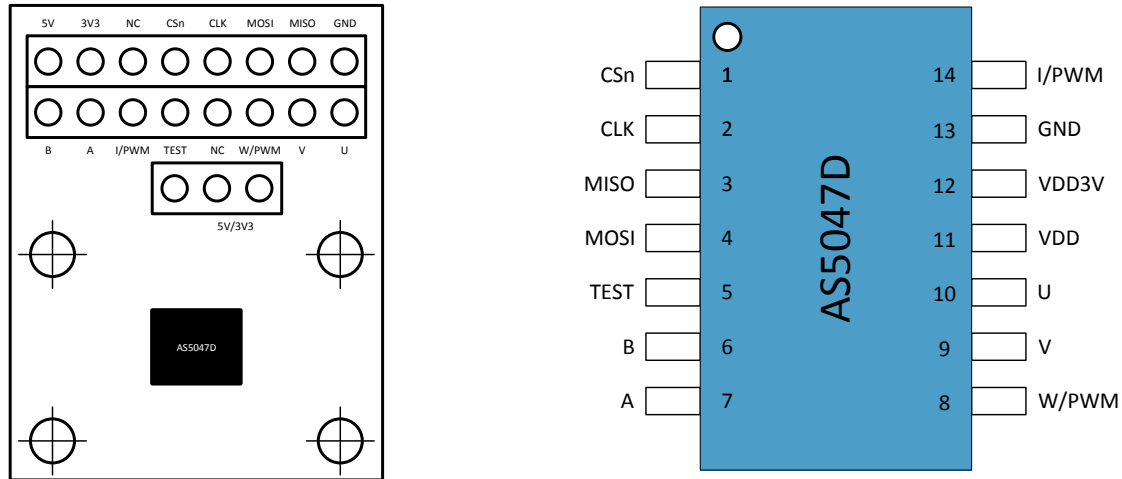 5V 3V3 NC CSn CLK MOSI MISO GND
B A I/PWM TEST NC W/PWM V U
5V/3V3
AS5047D
CSn 1 14 I/PWM
CLK 2 13 GND
MISO 3 12 VDD3V
MOSI 4 11 VDD
TEST 5 10 U
B 6 9 V
A 7 8 W/PWM
AS5047D